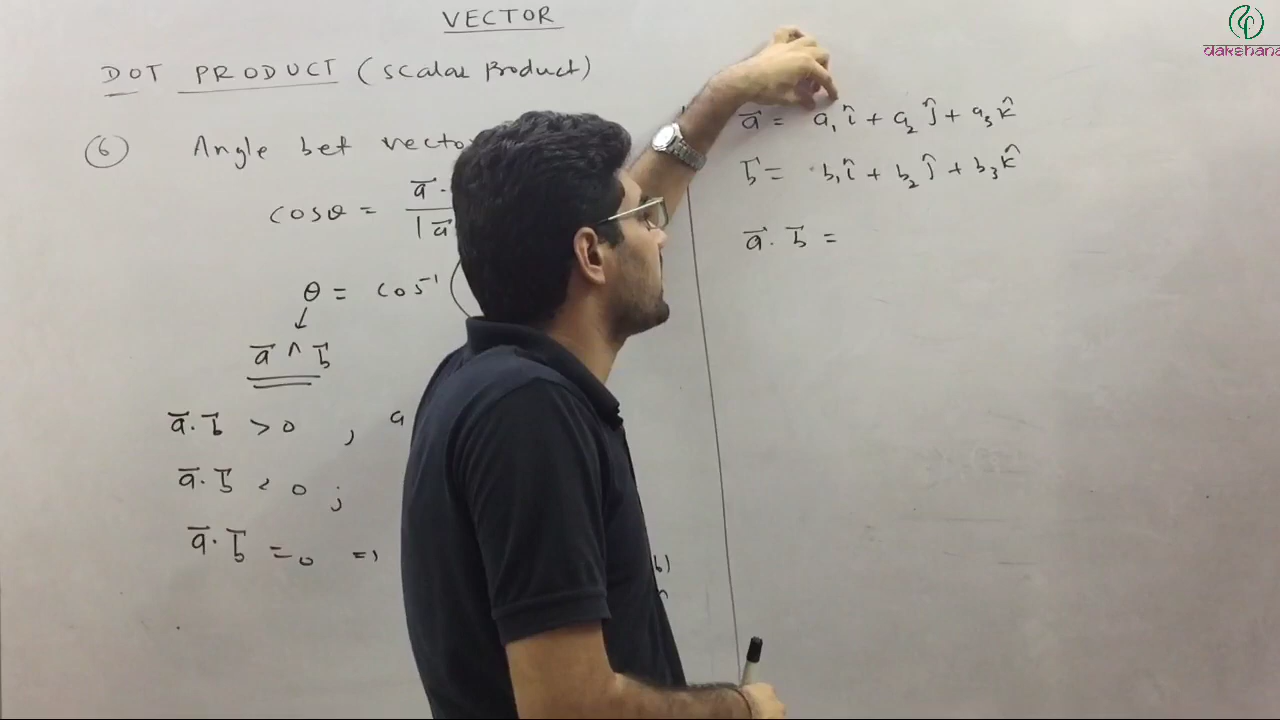 VECTOR
DOT PRODUCT (Scalar Product)
⑥ Angle bet vecto
cosθ = a⃗ ·
|a⃗
θ = cos⁻¹ (
a̅ ^ b̅
a̅ · b̅ > 0 ; a
a̅ · b̅ < 0 ;
a̅ · b̅ = 0 ⇒
b)
a⃗ = a₁î + a₂ĵ + a₃k̂
b⃗ = b₁î + b₂ĵ + b₃k̂
a⃗ · b⃗ =
dakshana